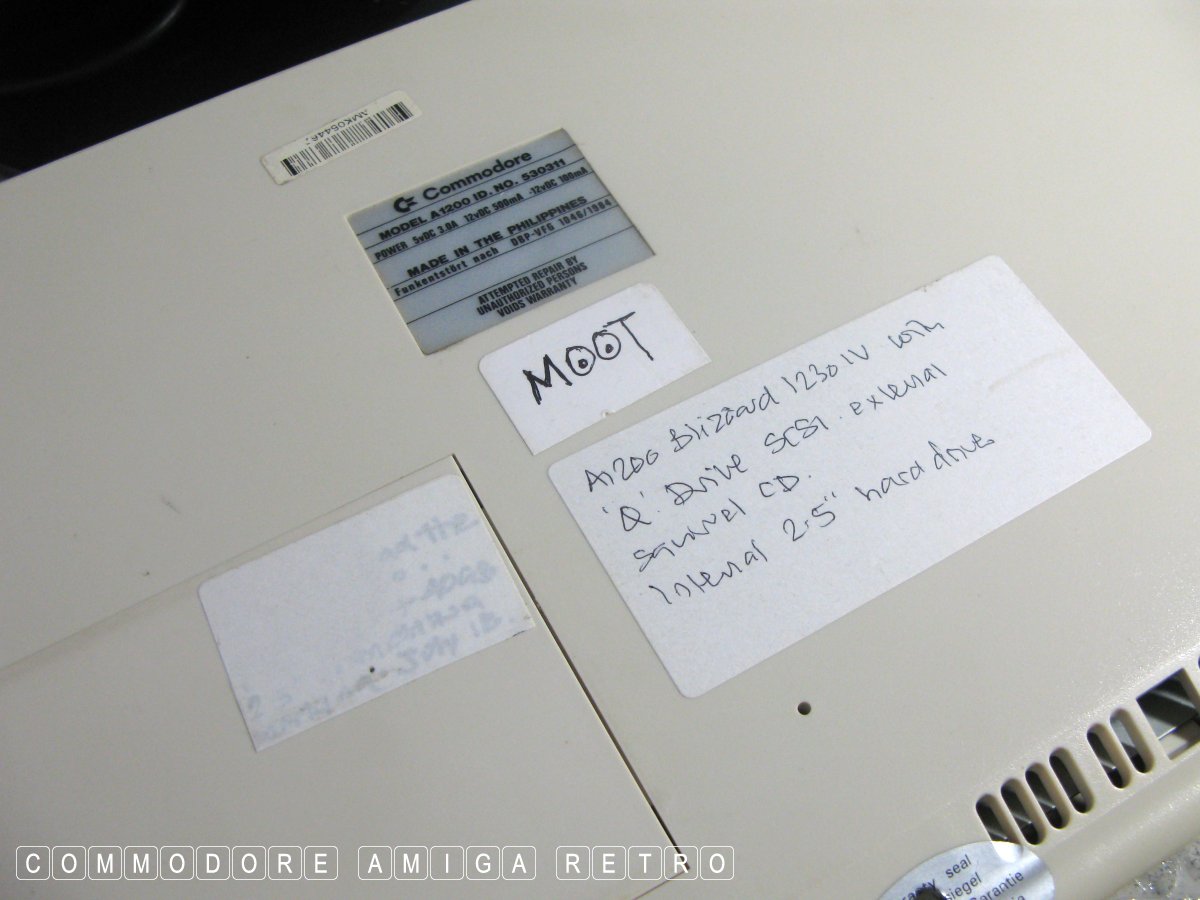 Commodore
MODEL A1200 ID. NO. 530311
POWER 5vDC 3.0A 12vDC 500mA -12vDC 100mA
MADE IN THE PHILIPPINES
Funkentstört nach DBP-VFG 1046/1984
ATTEMPTED REPAIR BY
UNAUTHORIZED PERSONS
VOIDS WARRANTY
MOOT
A1200 Blizzard 1230 IV with
'Q' Drive SCSI external
squirrel CD.
Internal 2.5" hard drive
seal
Garantie
COMMODORE AMIGA RETRO